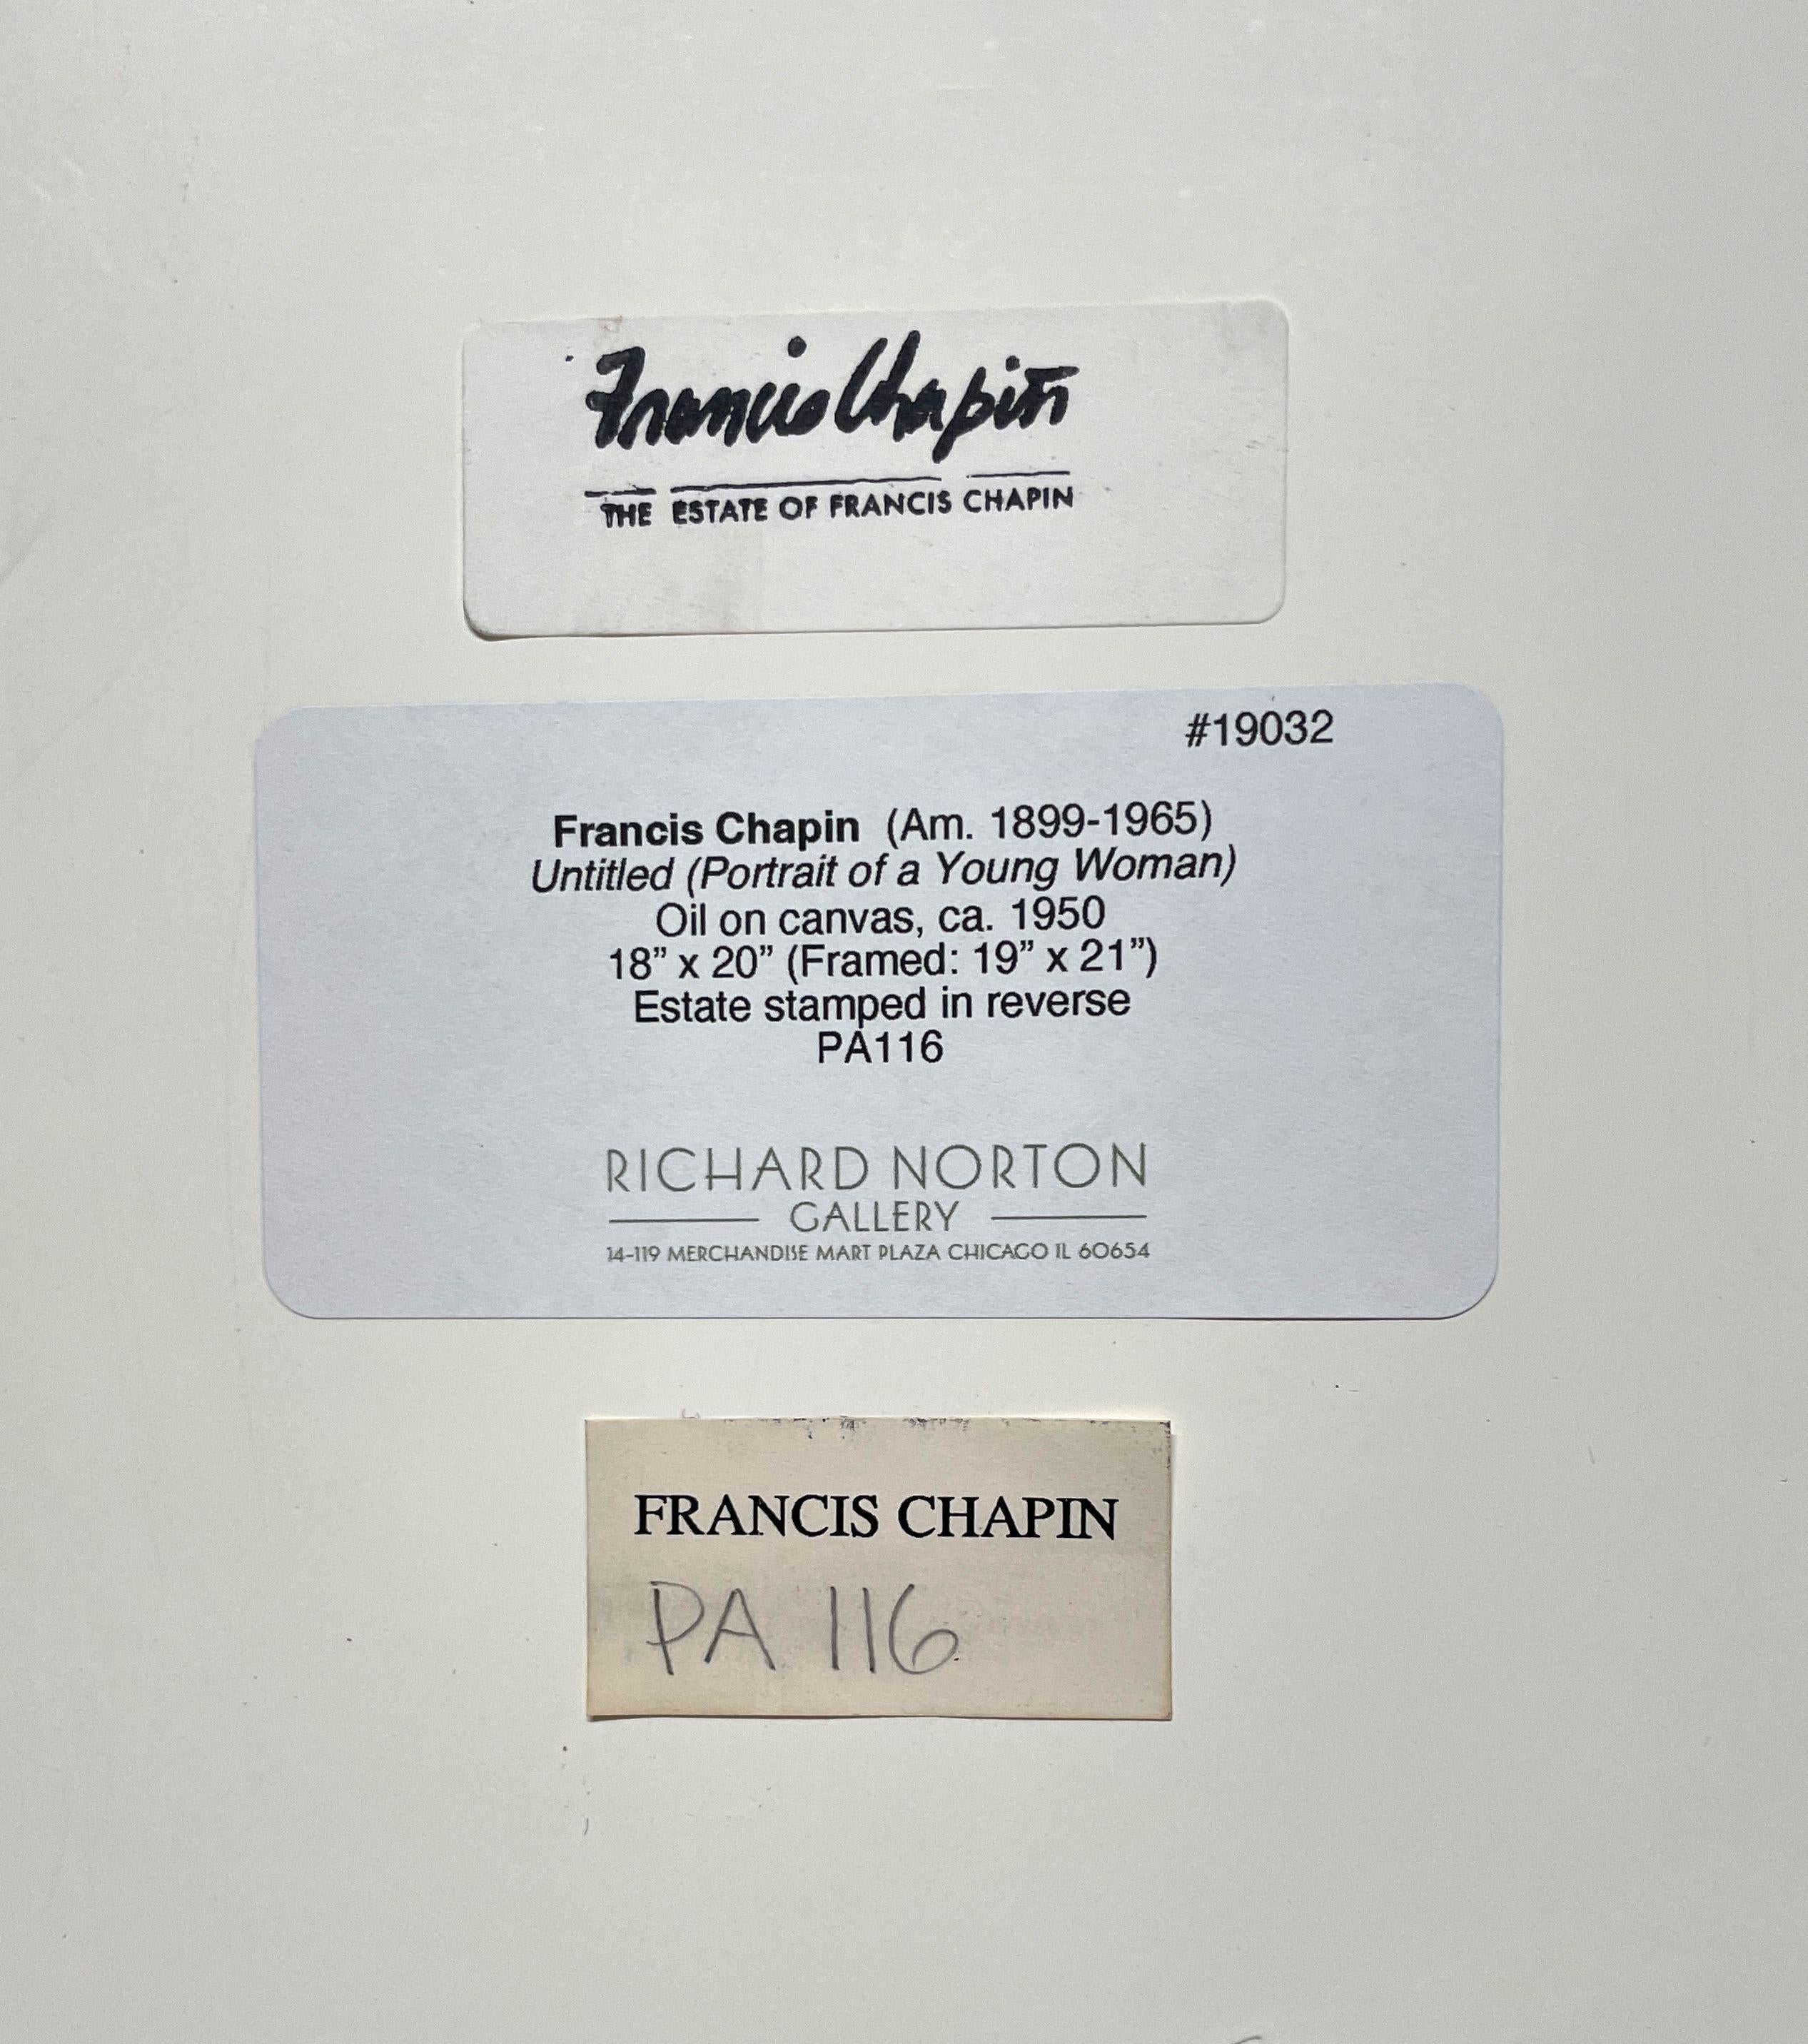 Francis Chapin
THE ESTATE OF FRANCIS CHAPIN
#19032
Francis Chapin (Am. 1899-1965)
Untitled (Portrait of a Young Woman)
Oil on canvas, ca. 1950
18” x 20” (Framed: 19” x 21”)
Estate stamped in reverse
PA116
RICHARD NORTON
GALLERY
14-119 MERCHANDISE MART PLAZA CHICAGO IL 60654
FRANCIS CHAPIN
PA 116